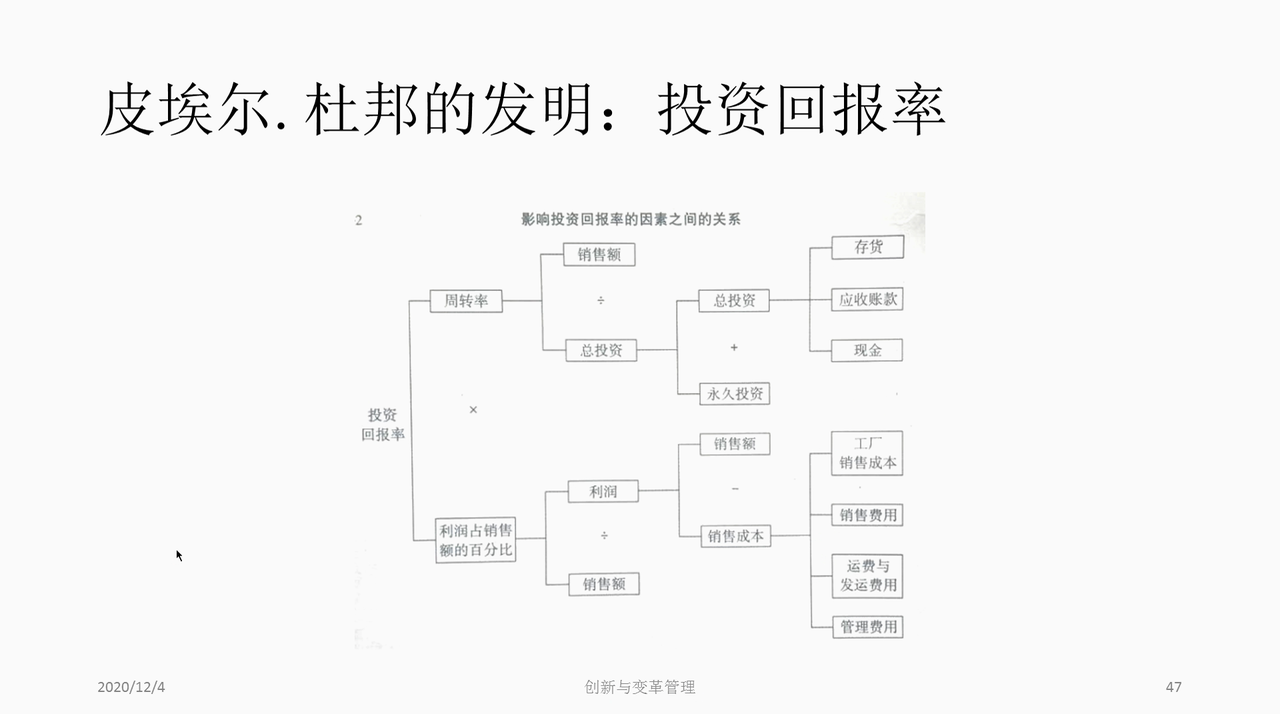 皮埃尔.杜邦的发明：投资回报率
2
影响投资回报率的因素之间的关系
销售额
存货
周转率
÷
总投资
应收账款
总投资
+
现金
永久投资
×
投资
回报率
销售额
工厂
销售成本
利润
－
利润占销售
额的百分比
÷
销售成本
销售费用
销售额
运费与
发运费用
管理费用
2020/12/4
创新与变革管理
47